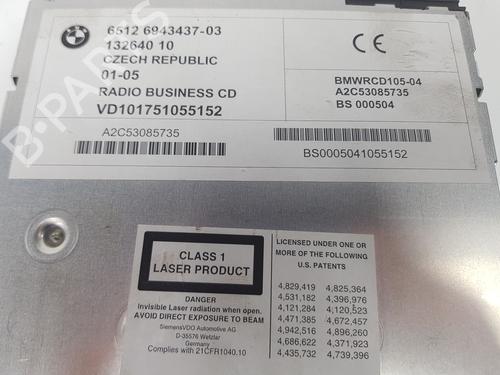 BMW
6512 6943437-03
132640 10
CZECH REPUBLIC
01-05
RADIO BUSINESS CD
VD101751055152
A2C53085735
CE
BMWRCD105-04
A2C53085735
BS 000504
BS0005041055152
CLASS 1
LASER PRODUCT
DANGER
Invisible Laser radiation when open.
AVOID DIRECT EXPOSURE TO BEAM
SiemensVDO Automotive AG
D-35576 Wetzlar
Germany
Complies with 21CFR1040.10
LICENSED UNDER ONE OR
MORE OF THE FOLLOWING
U.S. PATENTS
4,829,419 4,825,364
4,531,182 4,396,976
4,121,284 4,120,523
4,471,385 4,672,457
4,942,516 4,896,260
4,686,622 4,371,923
4,435,732 4,739,396
B-PARTS